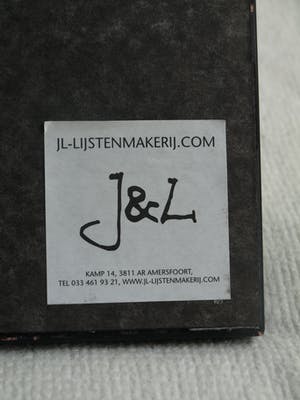 JL-LIJSTENMAKERIJ.COM
J&L
KAMP 14, 3811 AR AMERSFOORT,
TEL 033 461 93 21, WWW.JL-LIJSTENMAKERIJ.COM